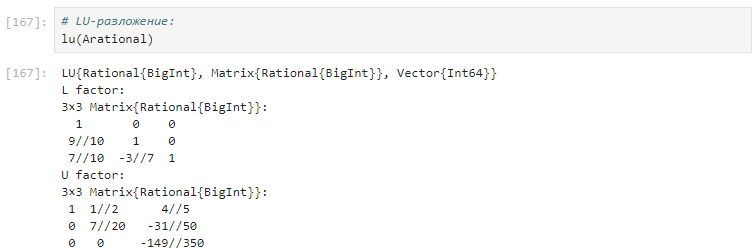 [167]: # LU-разложение:
lu(Arational)
[167]: LU{Rational{BigInt}, Matrix{Rational{BigInt}}, Vector{Int64}}
L factor:
3×3 Matrix{Rational{BigInt}}:
  1      0    0
 9//10   1    0
 7//10  -3//7  1
U factor:
3×3 Matrix{Rational{BigInt}}:
 1  1//2      4//5
 0  7//20   -31//50
 0   0     -149//350